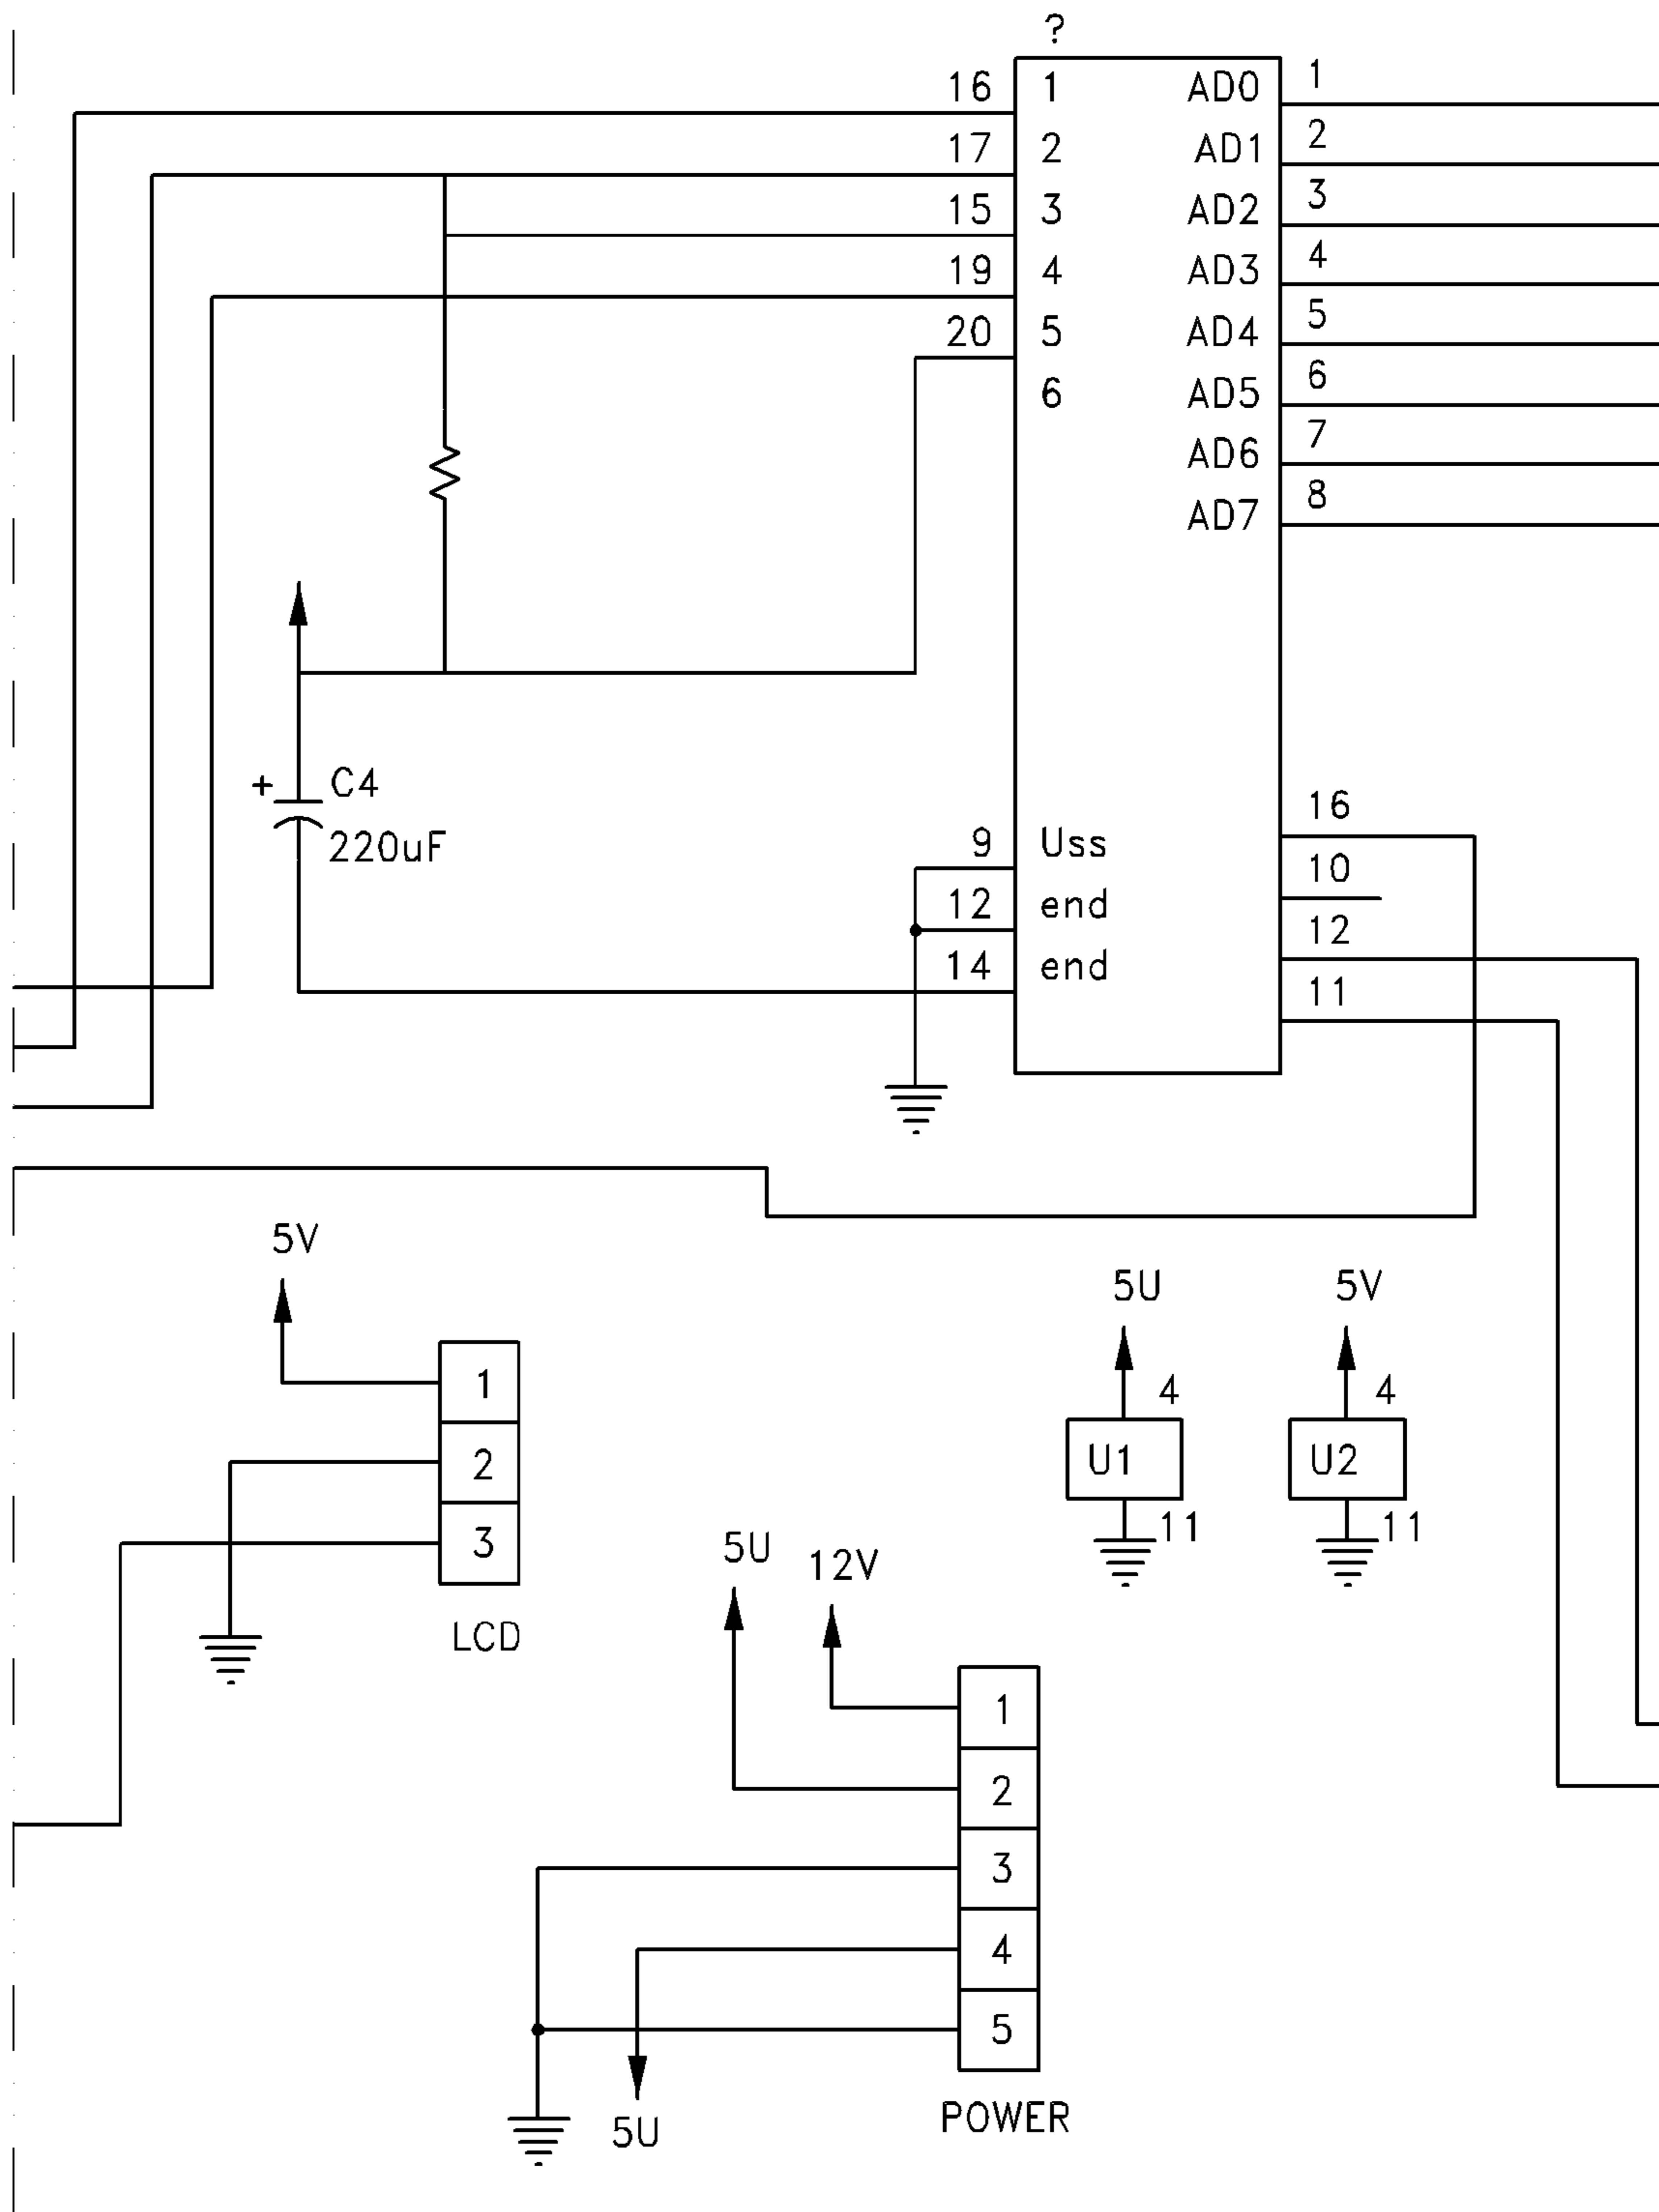 ?
16 1 AD0 1
17 2 AD1 2
15 3 AD2 3
19 4 AD3 4
20 5 AD4 5
6 AD5 6
AD6 7
AD7 8
+ C4
220uF
16
9 Uss 10
12 end 12
14 end 11
5V
5U 5V
1 4 4
2 U1 U2
3 11 11
LCD
5U 12V
1
2
3
4
5
POWER
5U